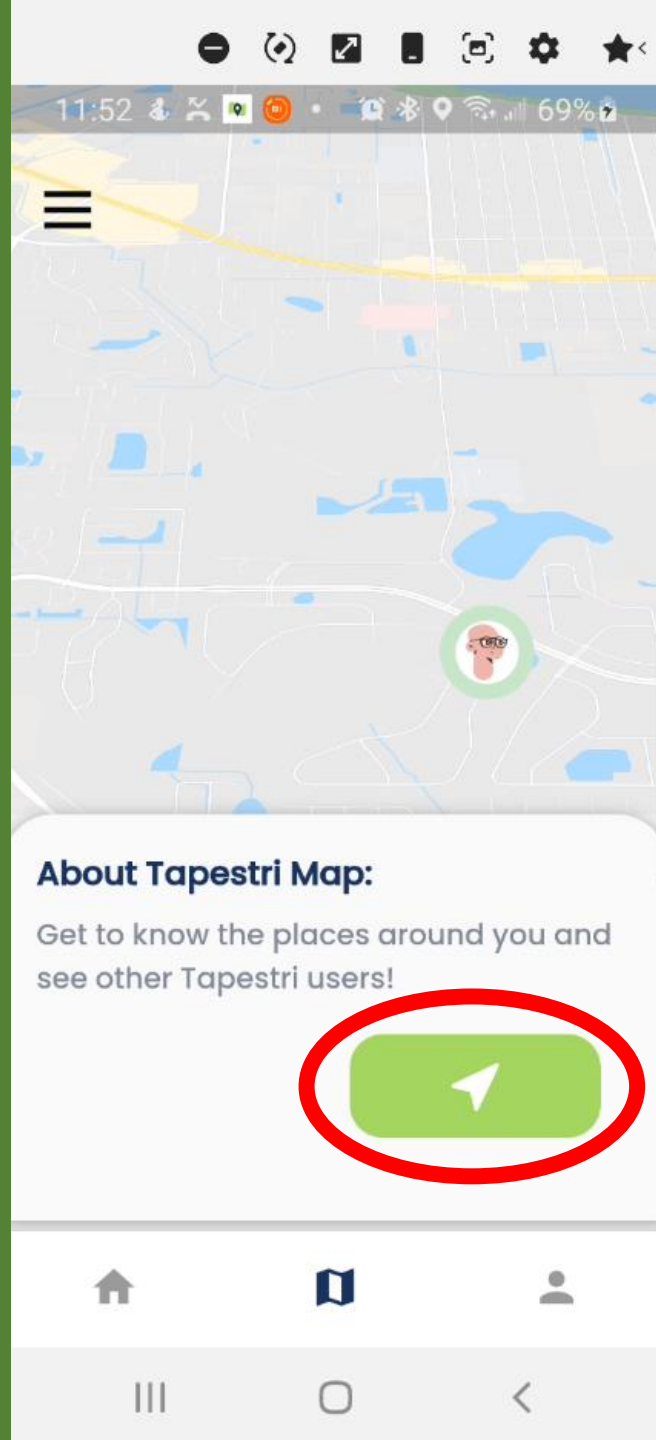 11:52
69%
About Tapestri Map:
Get to know the places around you and
see other Tapestri users!